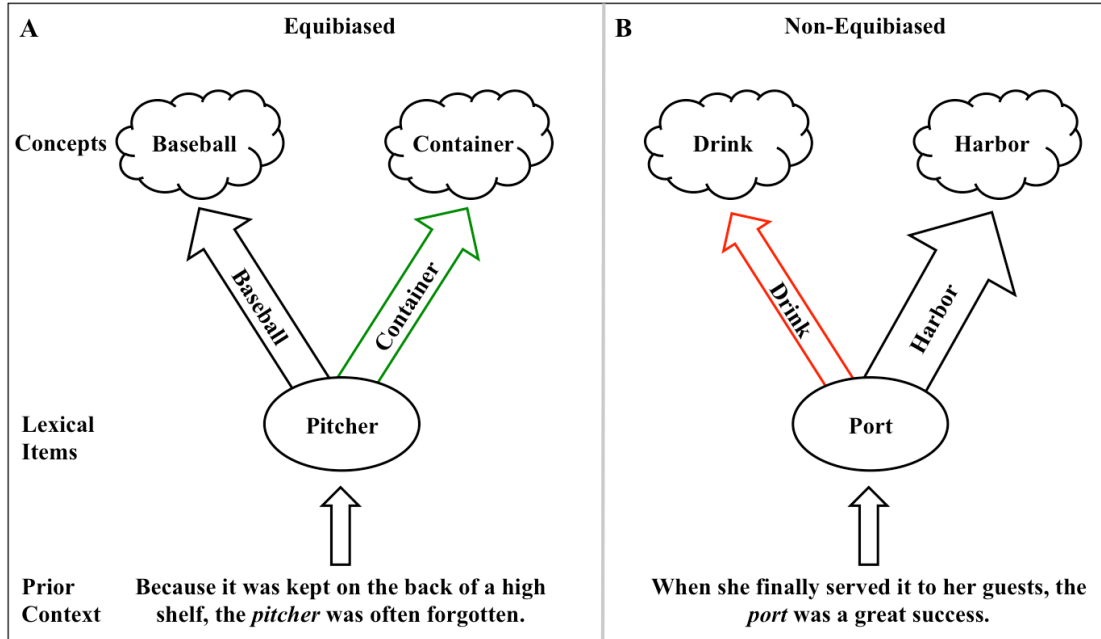 A
Equibiased
Concepts
Baseball
Container
Baseball
Container
Lexical
Items
Pitcher
Prior
Context
Because it was kept on the back of a high
shelf, the pitcher was often forgotten.
B
Non-Equibiased
Drink
Harbor
Drink
Harbor
Port
When she finally served it to her guests, the
port was a great success.